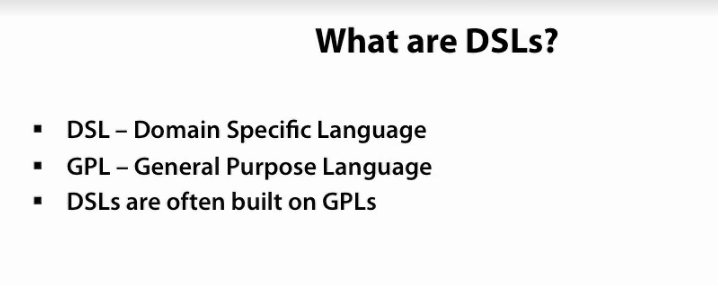 What are DSLs?
▪ DSL – Domain Specific Language
▪ GPL – General Purpose Language
▪ DSLs are often built on GPLs